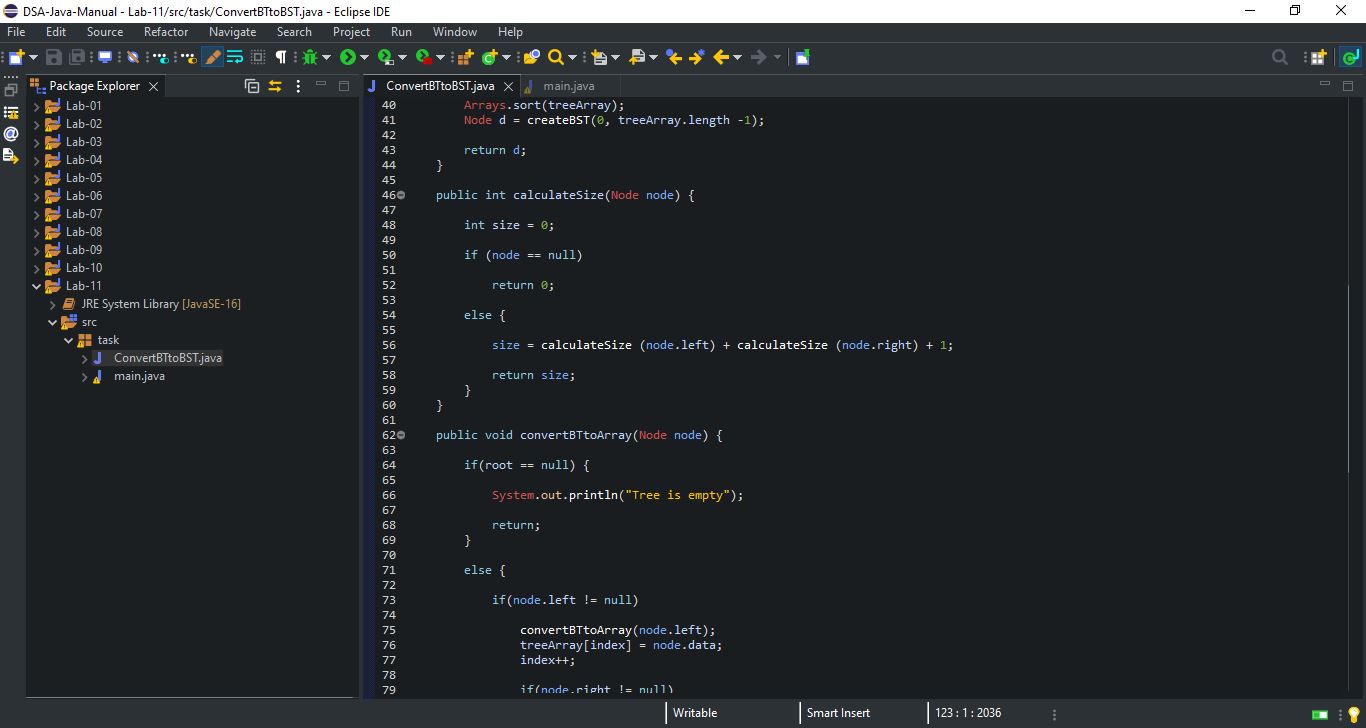 DSA-Java-Manual - Lab-11/src/task/ConvertBTtoBST.java - Eclipse IDE
File Edit Source Refactor Navigate Search Project Run Window Help
Package Explorer
Lab-01
Lab-02
Lab-03
Lab-04
Lab-05
Lab-06
Lab-07
Lab-08
Lab-09
Lab-10
Lab-11
JRE System Library [JavaSE-16]
src
task
ConvertBTtoBST.java
main.java
ConvertBTtoBST.java main.java
40 Arrays.sort(treeArray);
41 Node d = createBST(0, treeArray.length -1);
42
43 return d;
44 }
45
46 public int calculateSize(Node node) {
47
48 int size = 0;
49
50 if (node == null)
51
52 return 0;
53
54 else {
55
56 size = calculateSize (node.left) + calculateSize (node.right) + 1;
57
58 return size;
59 }
60 }
61
62 public void convertBTtoArray(Node node) {
63
64 if(root == null) {
65
66 System.out.println("Tree is empty");
67
68 return;
69 }
70
71 else {
72
73 if(node.left != null)
74
75 convertBTtoArray(node.left);
76 treeArray[index] = node.data;
77 index++;
78
79 if(node.right != null)
Writable Smart Insert 123 : 1 : 2036